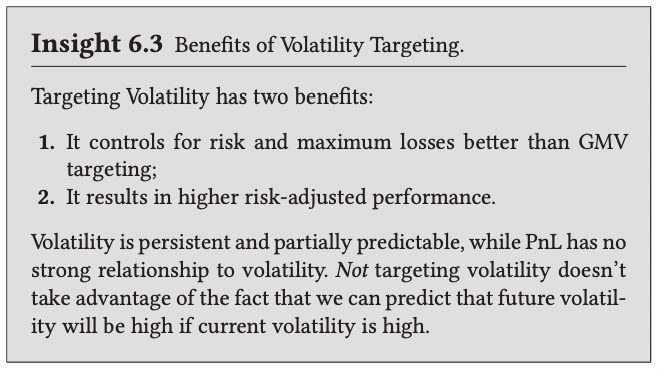 Insight 6.3 Benefits of Volatility Targeting.
Targeting Volatility has two benefits:
1. It controls for risk and maximum losses better than GMV
targeting;
2. It results in higher risk-adjusted performance.
Volatility is persistent and partially predictable, while PnL has no
strong relationship to volatility. Not targeting volatility doesn't
take advantage of the fact that we can predict that future volatil-
ity will be high if current volatility is high.